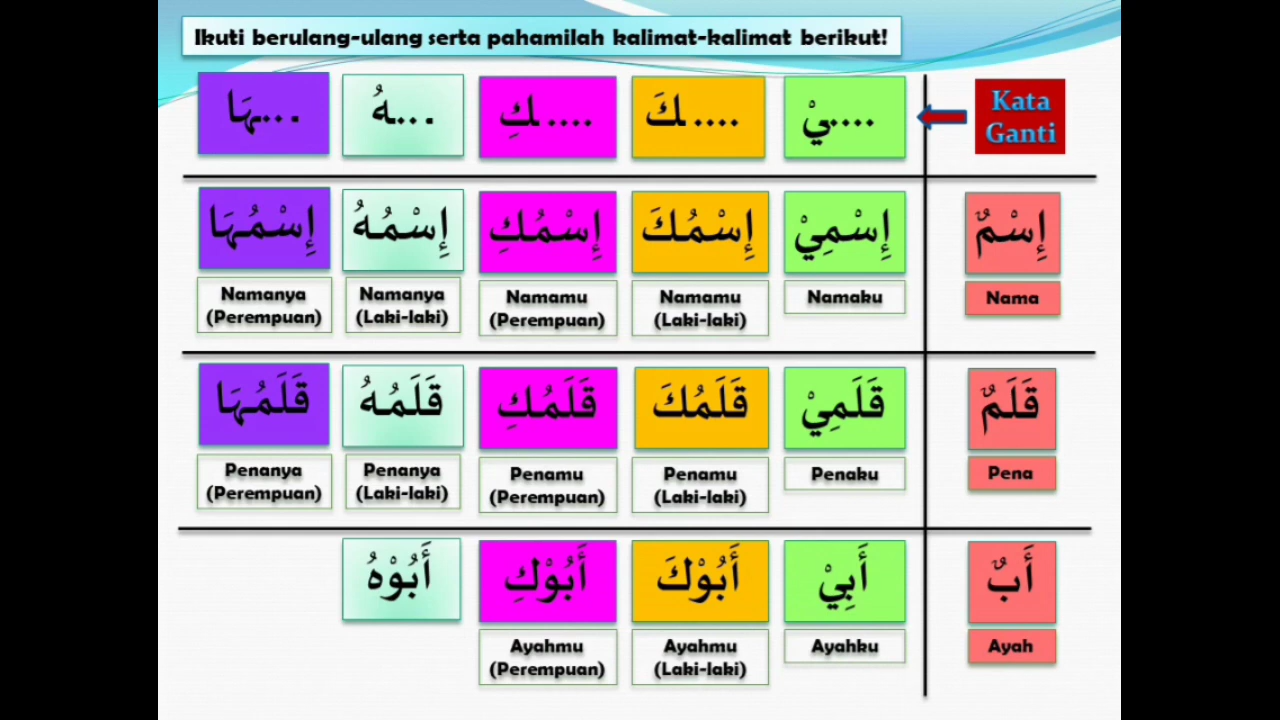 Ikuti berulang-ulang serta pahamilah kalimat-kalimat berikut!
Kata
Ganti
....يْ
....كَ
....كِ
...هُ
...هَا
إِسْمٌ
إِسْمِيْ
إِسْمُكَ
إِسْمُكِ
إِسْمُهُ
إِسْمُهَا
Nama
Namaku
Namamu
(Laki-laki)
Namamu
(Perempuan)
Namanya
(Laki-laki)
Namanya
(Perempuan)
قَلَمٌ
قَلَمِيْ
قَلَمُكَ
قَلَمُكِ
قَلَمُهُ
قَلَمُهَا
Pena
Penaku
Penamu
(Laki-laki)
Penamu
(Perempuan)
Penanya
(Laki-laki)
Penanya
(Perempuan)
أَبٌ
أَبِيْ
أَبُوْكَ
أَبُوْكِ
أَبُوْهُ
Ayah
Ayahku
Ayahmu
(Laki-laki)
Ayahmu
(Perempuan)